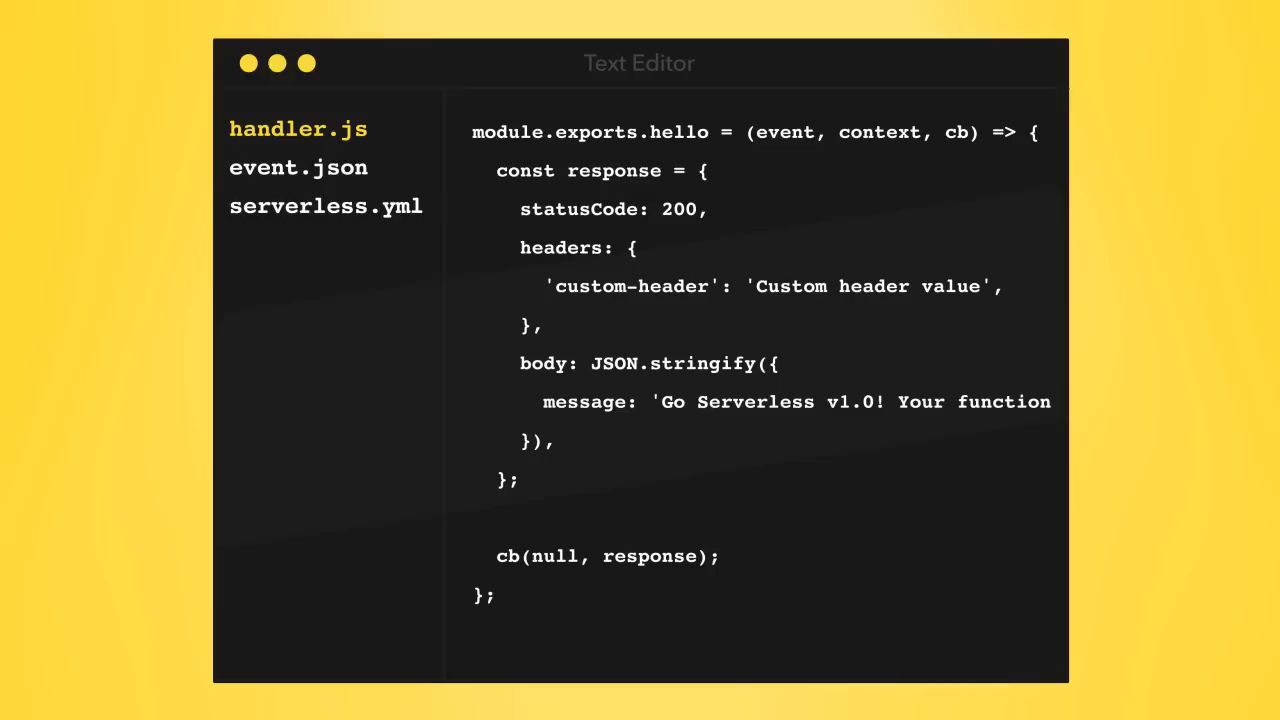 Text Editor
handler.js
event.json
serverless.yml
module.exports.hello = (event, context, cb) => {
  const response = {
    statusCode: 200,
    headers: {
      'custom-header': 'Custom header value',
    },
    body: JSON.stringify({
      message: 'Go Serverless v1.0! Your function
    }),
  };
  cb(null, response);
};